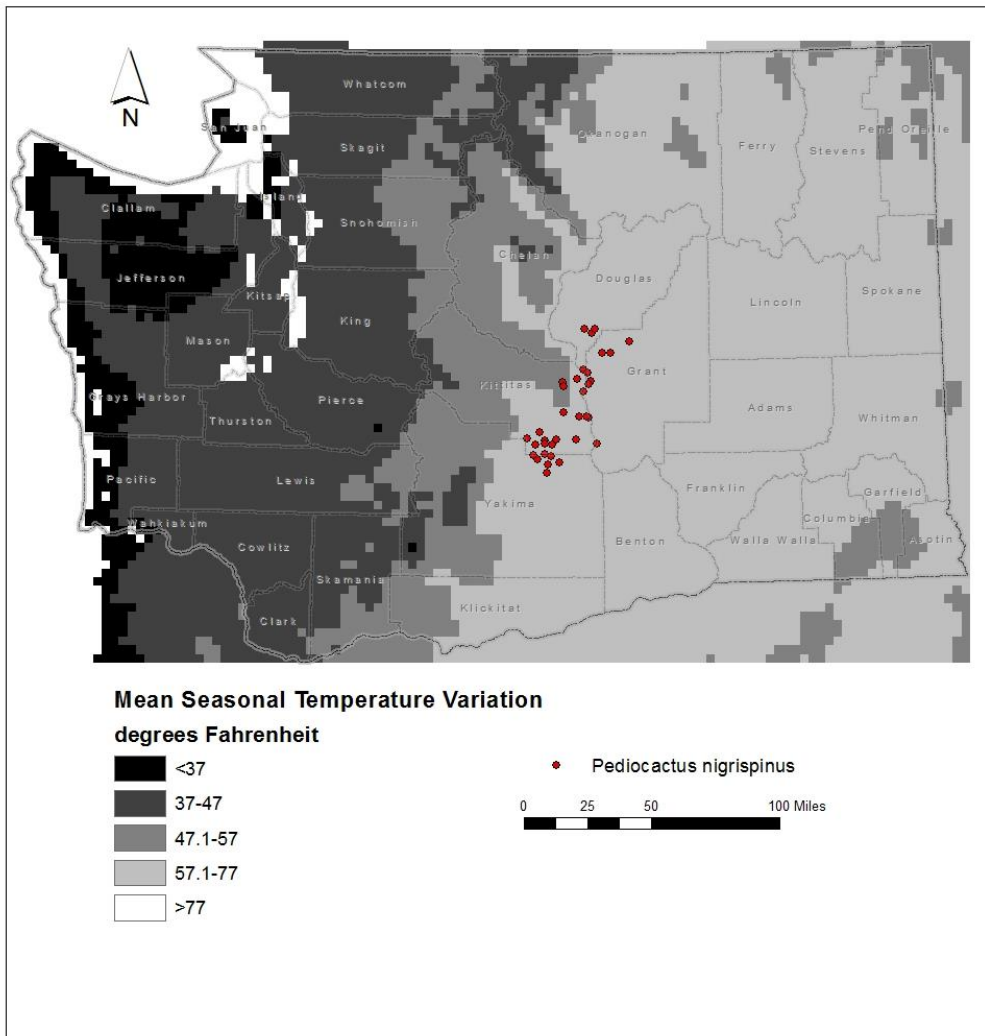 Whatcom
N
San Juan
Okanogan
Ferry
Stevens
Pend Oreille
Skagit
Island
Clallam
Snohomish
Chelan
Jefferson
Douglas
Kitsap
Lincoln
Spokane
King
Mason
Grant
Kittitas
Grays Harbor
Pierce
Adams
Whitman
Thurston
Pacific
Lewis
Yakima
Franklin
Garfield
Wahkiakum
Columbia
Cowlitz
Benton
Walla Walla
Asotin
Skamania
Klickitat
Clark
Mean Seasonal Temperature Variation
degrees Fahrenheit
<37
37-47
47.1-57
57.1-77
>77
Pediocactus nigrispinus
0 25 50 100 Miles